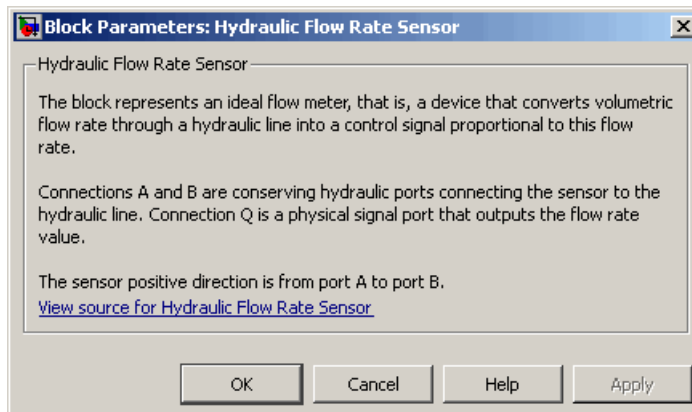 Block Parameters: Hydraulic Flow Rate Sensor
Hydraulic Flow Rate Sensor
The block represents an ideal flow meter, that is, a device that converts volumetric
flow rate through a hydraulic line into a control signal proportional to this flow
rate.
Connections A and B are conserving hydraulic ports connecting the sensor to the
hydraulic line. Connection Q is a physical signal port that outputs the flow rate
value.
The sensor positive direction is from port A to port B.
View source for Hydraulic Flow Rate Sensor
OK Cancel Help Apply